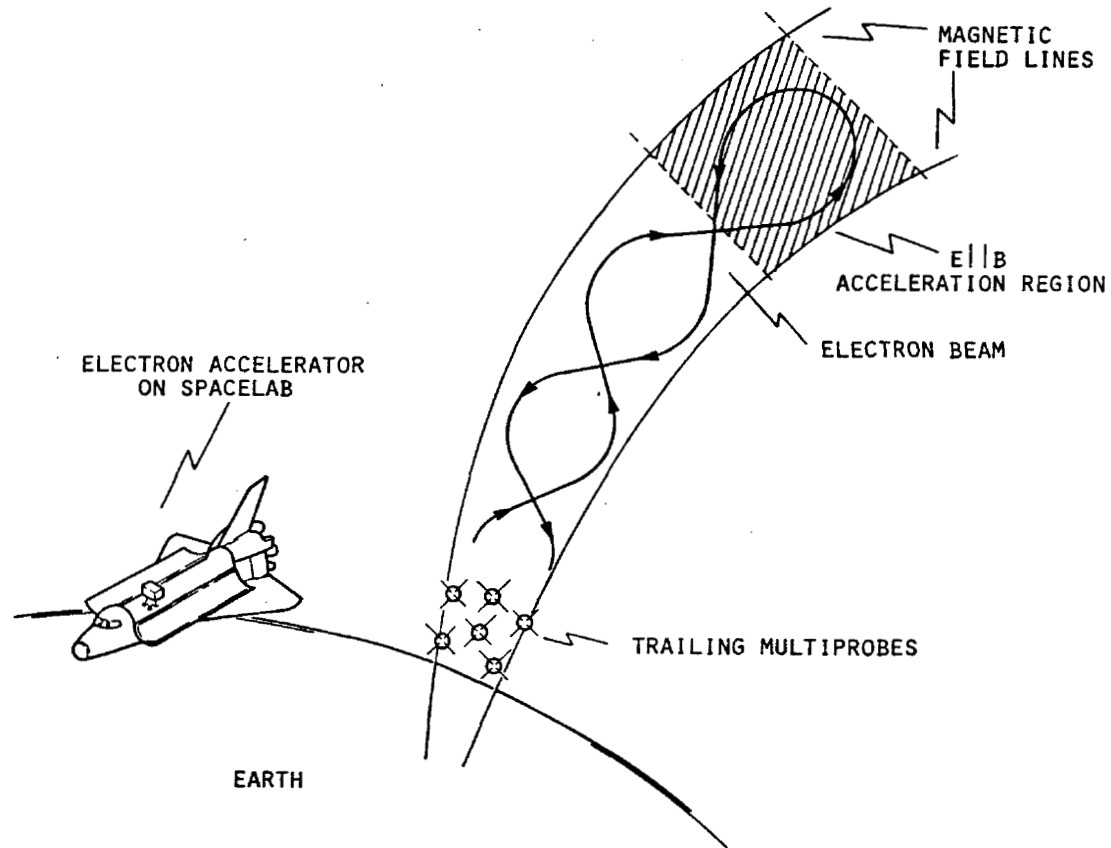 MAGNETIC
FIELD LINES
E||B
ACCELERATION REGION
ELECTRON BEAM
ELECTRON ACCELERATOR
ON SPACELAB
TRAILING MULTIPROBES
EARTH